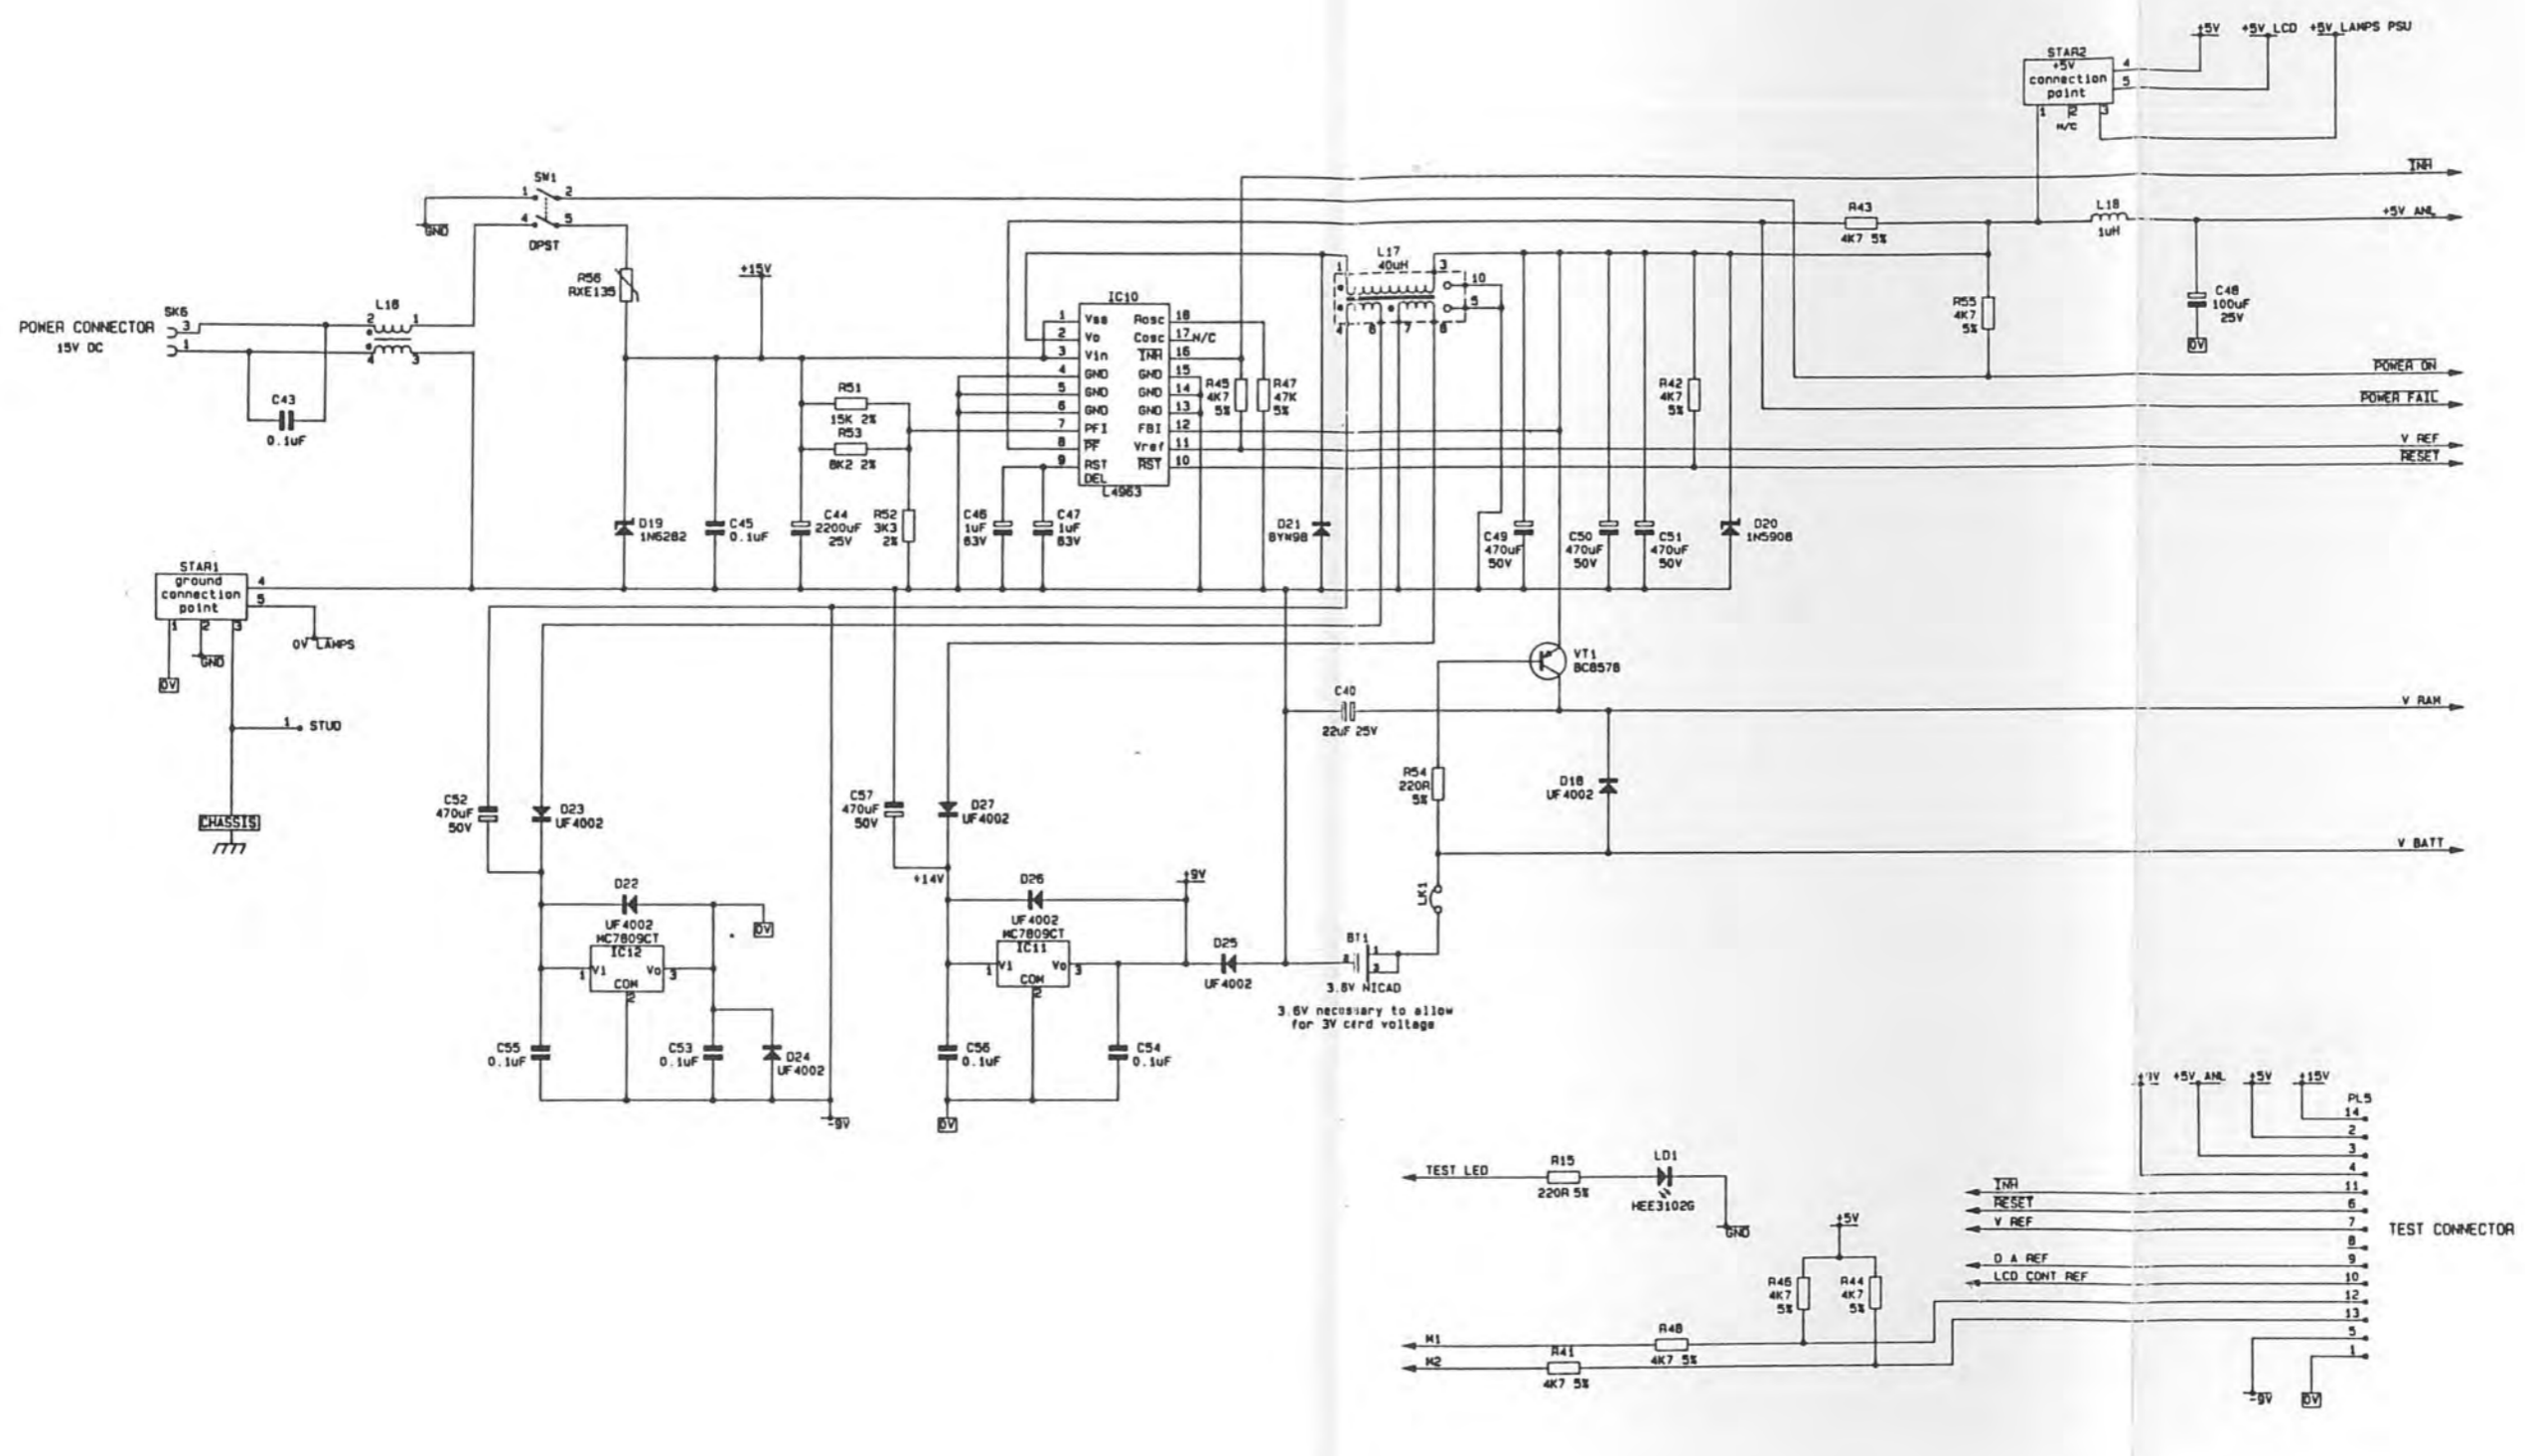 +5V
+5V LCD
+5V LAMPS PSU
STAR2
+5V
connection
point
4
5
1
2
3
N/C
INH
SW1
1
2
4
5
DPST
GND
R43
4K7 5%
L18
1uH
+5V ANL
C48
100uF
25V
0V
R56
RXE135
+15V
L17
40uH
1
3
10
5
4
6
7
8
R55
4K7
5%
POWER CONNECTOR
15V DC
SK6
3
1
L16
2
1
4
3
C43
0.1uF
IC10
1
Vss
2
Vo
3
Vin
4
GND
5
GND
6
GND
7
PFI
8
PF
9
RST
DEL
Rosc
18
Cosc
17
N/C
INH
16
GND
15
GND
14
GND
13
FBI
12
Vref
11
RST
10
L4963
R51
15K 2%
R53
8K2 2%
R45
4K7
5%
R47
47K
5%
R42
4K7
5%
POWER ON
POWER FAIL
V REF
RESET
D19
1N6282
C45
0.1uF
C44
2200uF
25V
R52
3K3
2%
C46
1uF
63V
C47
1uF
63V
D21
BYW98
C49
470uF
50V
C50
470uF
50V
C51
470uF
50V
D20
1N5908
STAR1
ground
connection
point
4
5
1
2
3
0V LAMPS
GND
0V
1
STUD
CHASSIS
VT1
BC857B
C40
22uF 25V
V RAM
R54
220R
5%
D18
UF4002
V BATT
C52
470uF
50V
D23
UF4002
C57
470uF
50V
D27
UF4002
+14V
D22
UF4002
MC7809CT
IC12
1
Vi
Vo
3
COM
2
0V
D26
UF4002
MC7809CT
IC11
1
Vi
Vo
3
COM
2
+9V
D25
UF4002
LK1
BT1
2
1
3
3.6V NICAD
3.6V necessary to allow
for 3V card voltage
C55
0.1uF
C53
0.1uF
D24
UF4002
C56
0.1uF
C54
0.1uF
-9V
0V
+5V ANL
+5V
+15V
PL5
14
2
3
4
11
6
7
8
9
10
12
13
5
1
TEST LED
R15
220R 5%
LD1
HEE3102G
GND
INH
RESET
V REF
D A REF
LCD CONT REF
TEST CONNECTOR
+5V
R46
4K7
5%
R44
4K7
5%
M1
R48
4K7 5%
M2
R41
4K7 5%
-9V
0V